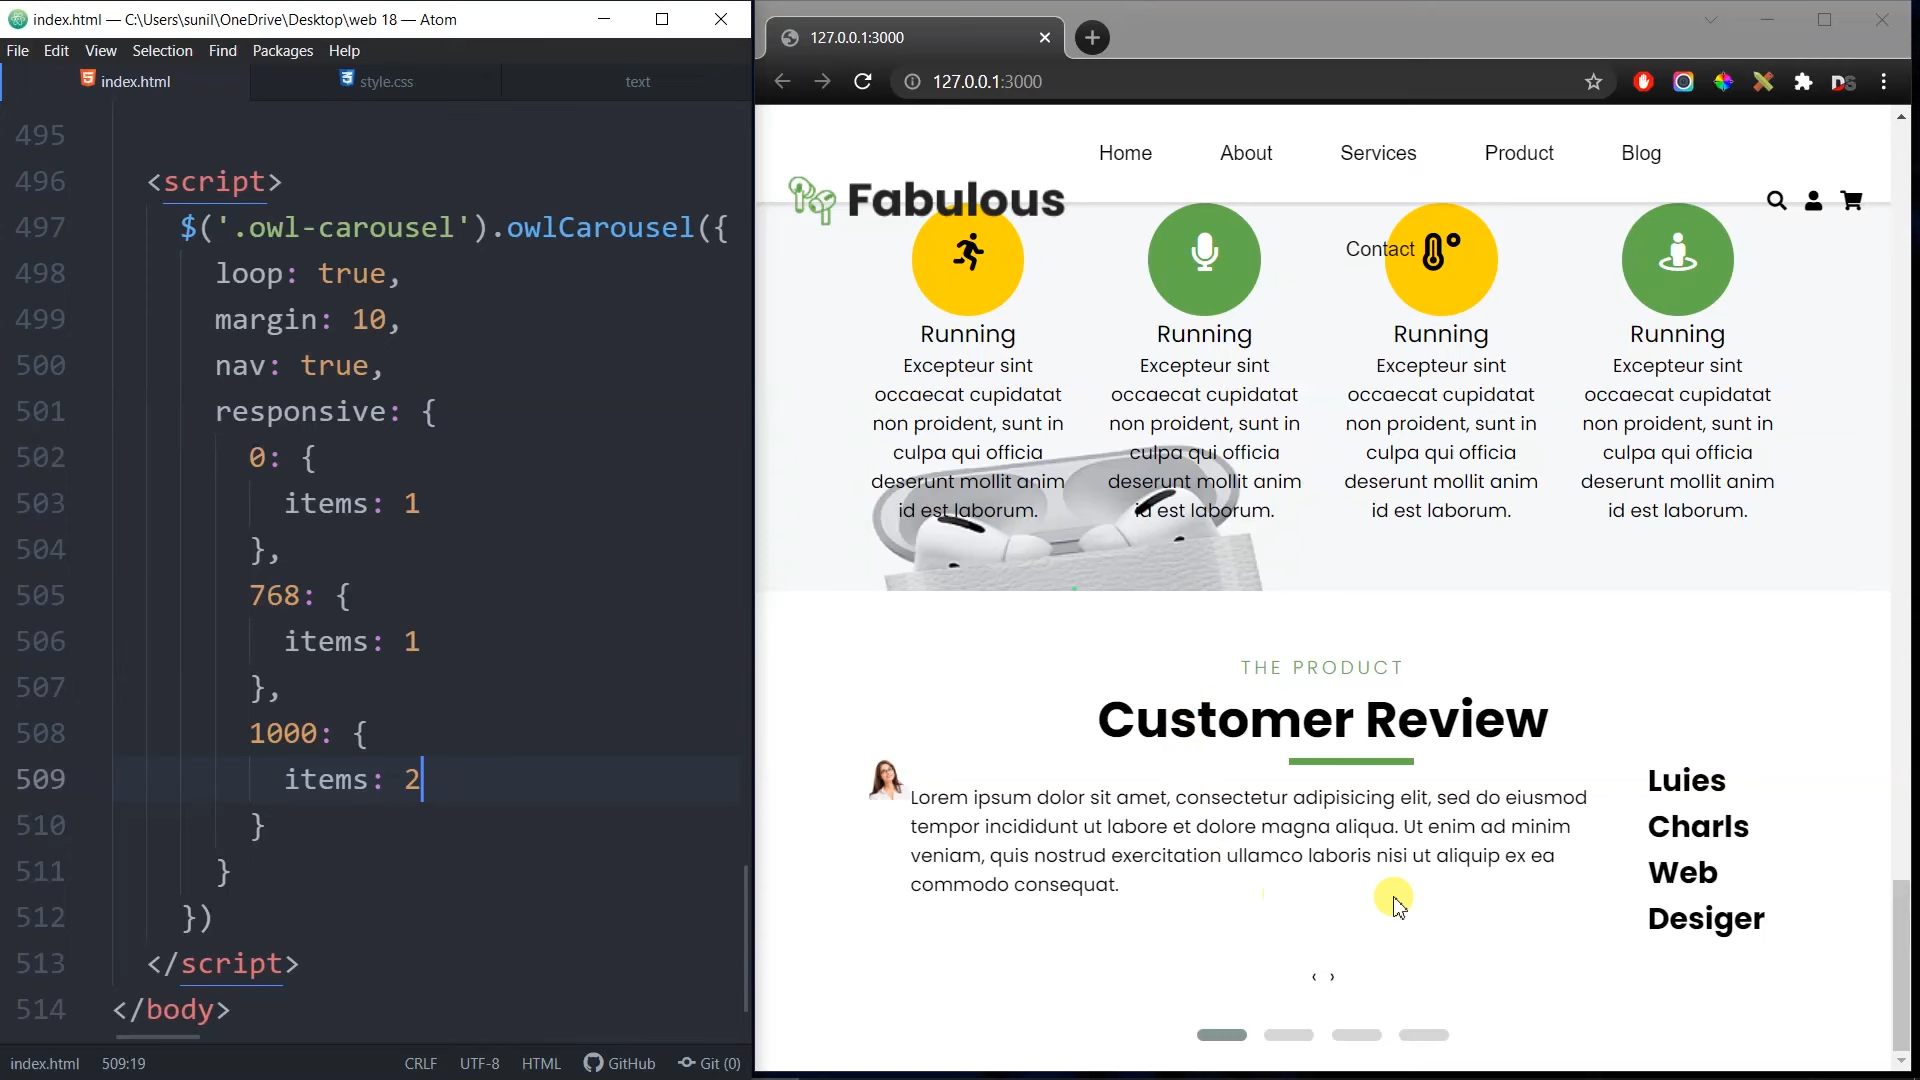 index.html — C:\Users\sunil\OneDrive\Desktop\web 18 — Atom
File Edit View Selection Find Packages Help
index.html style.css text
495
496 <script>
497 $('.owl-carousel').owlCarousel({
498 loop: true,
499 margin: 10,
500 nav: true,
501 responsive: {
502 0: {
503 items: 1
504 },
505 768: {
506 items: 1
507 },
508 1000: {
509 items: 2
510 }
511 }
512 })
513 </script>
514 </body>
index.html 509:19 CRLF UTF-8 HTML GitHub Git (0)
127.0.0.1:3000
127.0.0.1:3000
DS
Home About Services Product Blog
Fabulous
Contact
Running
Excepteur sint
occaecat cupidatat
non proident, sunt in
culpa qui officia
deserunt mollit anim
id est laborum.
Running
Excepteur sint
occaecat cupidatat
non proident, sunt in
culpa qui officia
deserunt mollit anim
id est laborum.
Running
Excepteur sint
occaecat cupidatat
non proident, sunt in
culpa qui officia
deserunt mollit anim
id est laborum.
Running
Excepteur sint
occaecat cupidatat
non proident, sunt in
culpa qui officia
deserunt mollit anim
id est laborum.
THE PRODUCT
Customer Review
Lorem ipsum dolor sit amet, consectetur adipisicing elit, sed do eiusmod
tempor incididunt ut labore et dolore magna aliqua. Ut enim ad minim
veniam, quis nostrud exercitation ullamco laboris nisi ut aliquip ex ea
commodo consequat.
Luies
Charls
Web
Desiger
‹ ›